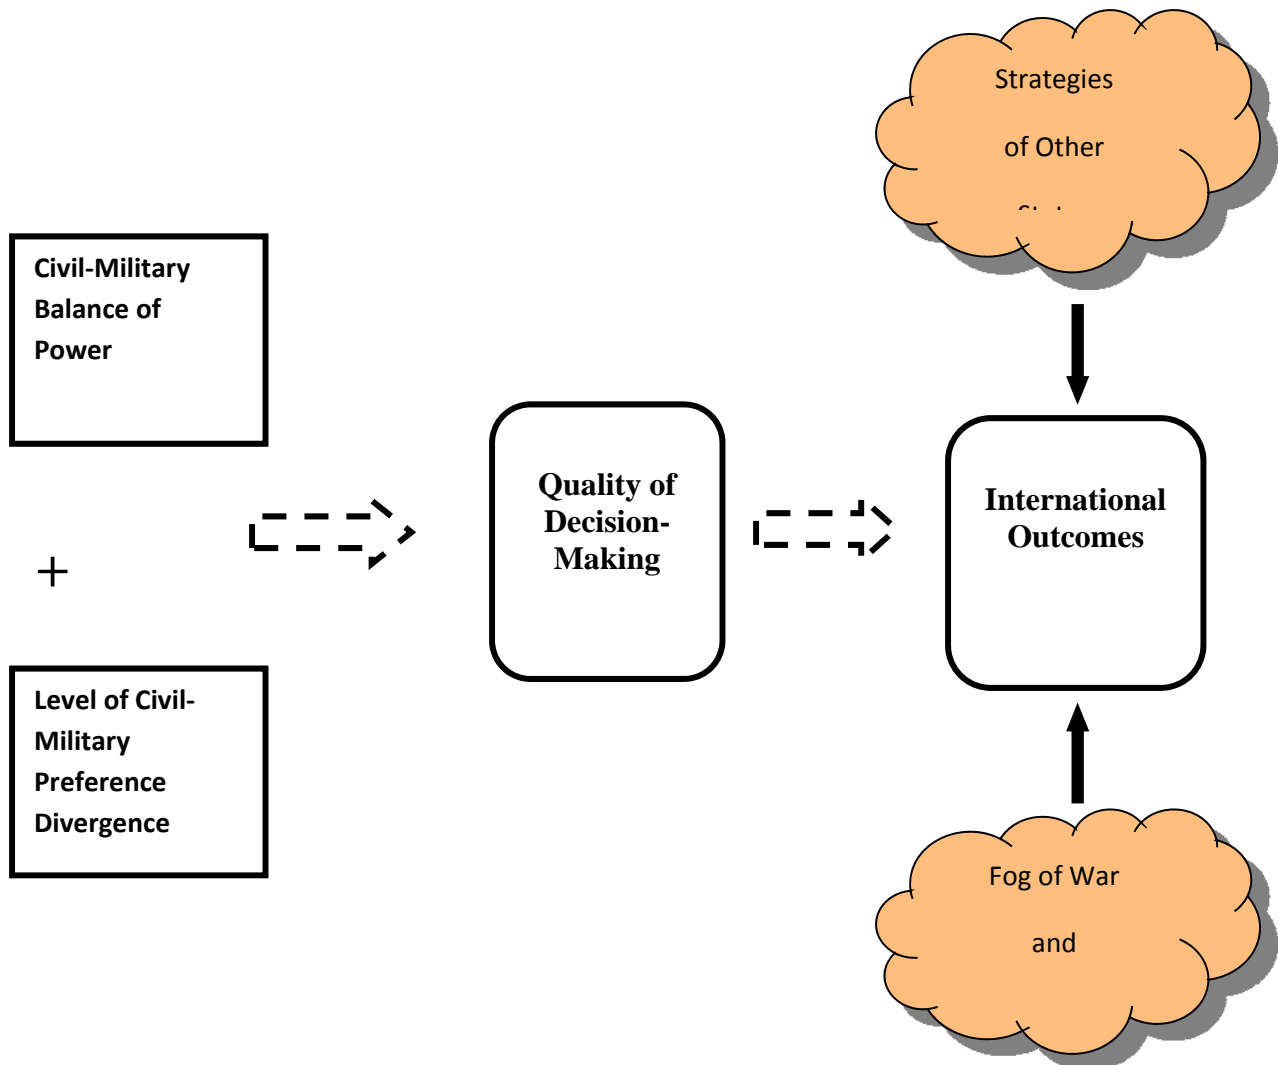 Civil-Military
Balance of
Power
+
Level of Civil-
Military
Preference
Divergence
Quality of
Decision-
Making
International
Outcomes
Strategies
of Other
Fog of War
and